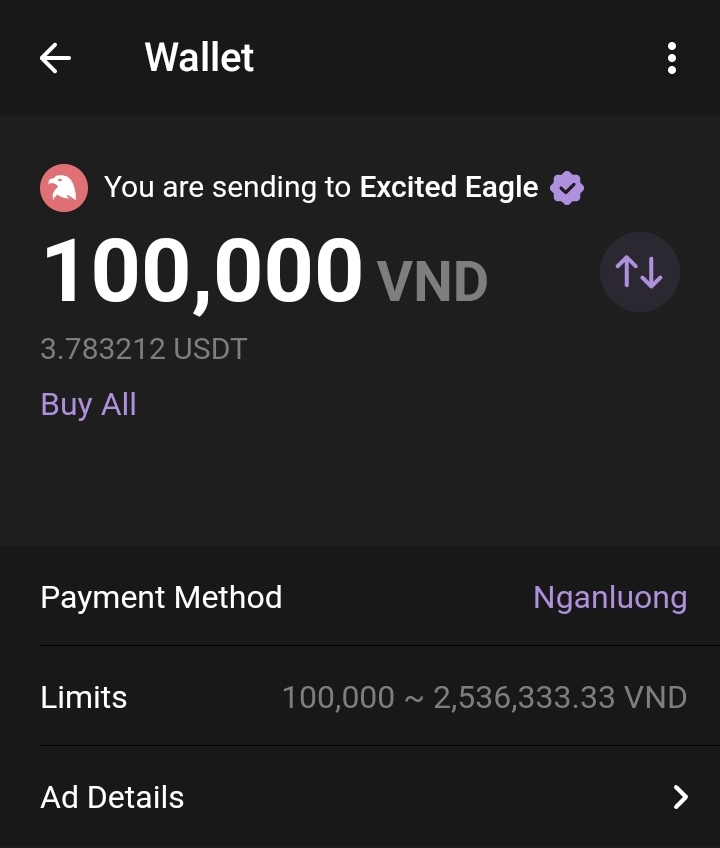 Wallet
You are sending to Excited Eagle
100,000 VND
3.783212 USDT
Buy All
Payment Method Nganluong
Limits 100,000 ~ 2,536,333.33 VND
Ad Details